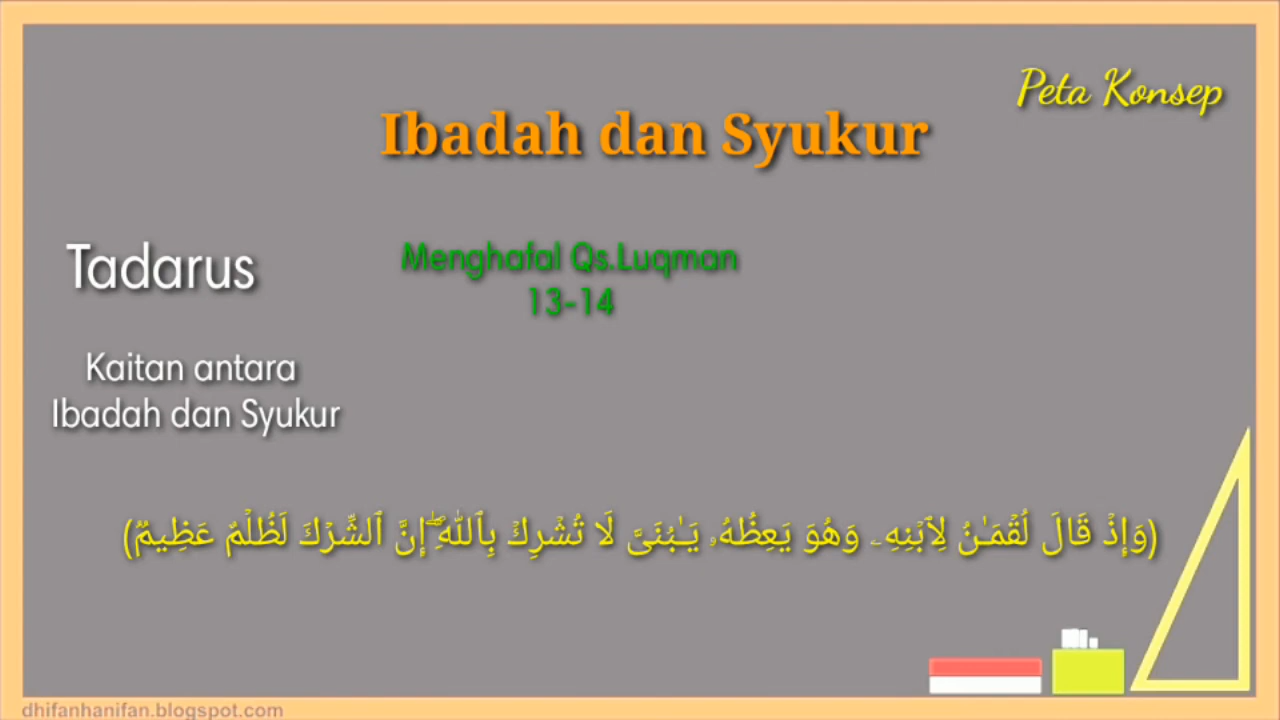 Peta Konsep
Ibadah dan Syukur
Tadarus
Menghafal Qs.Luqman
13-14
Kaitan antara
Ibadah dan Syukur
(وَإِذۡ قَالَ لُقۡمَـٰنُ لِٱبۡنِهِۦ وَهُوَ يَعِظُهُۥ يَـٰبُنَىَّ لَا تُشۡرِكۡ بِٱللَّهِ‌ۖ إِنَّ ٱلشِّرۡكَ لَظُلۡمٌ عَظِيمٌ۬)
dhifanhanifan.blogspot.com